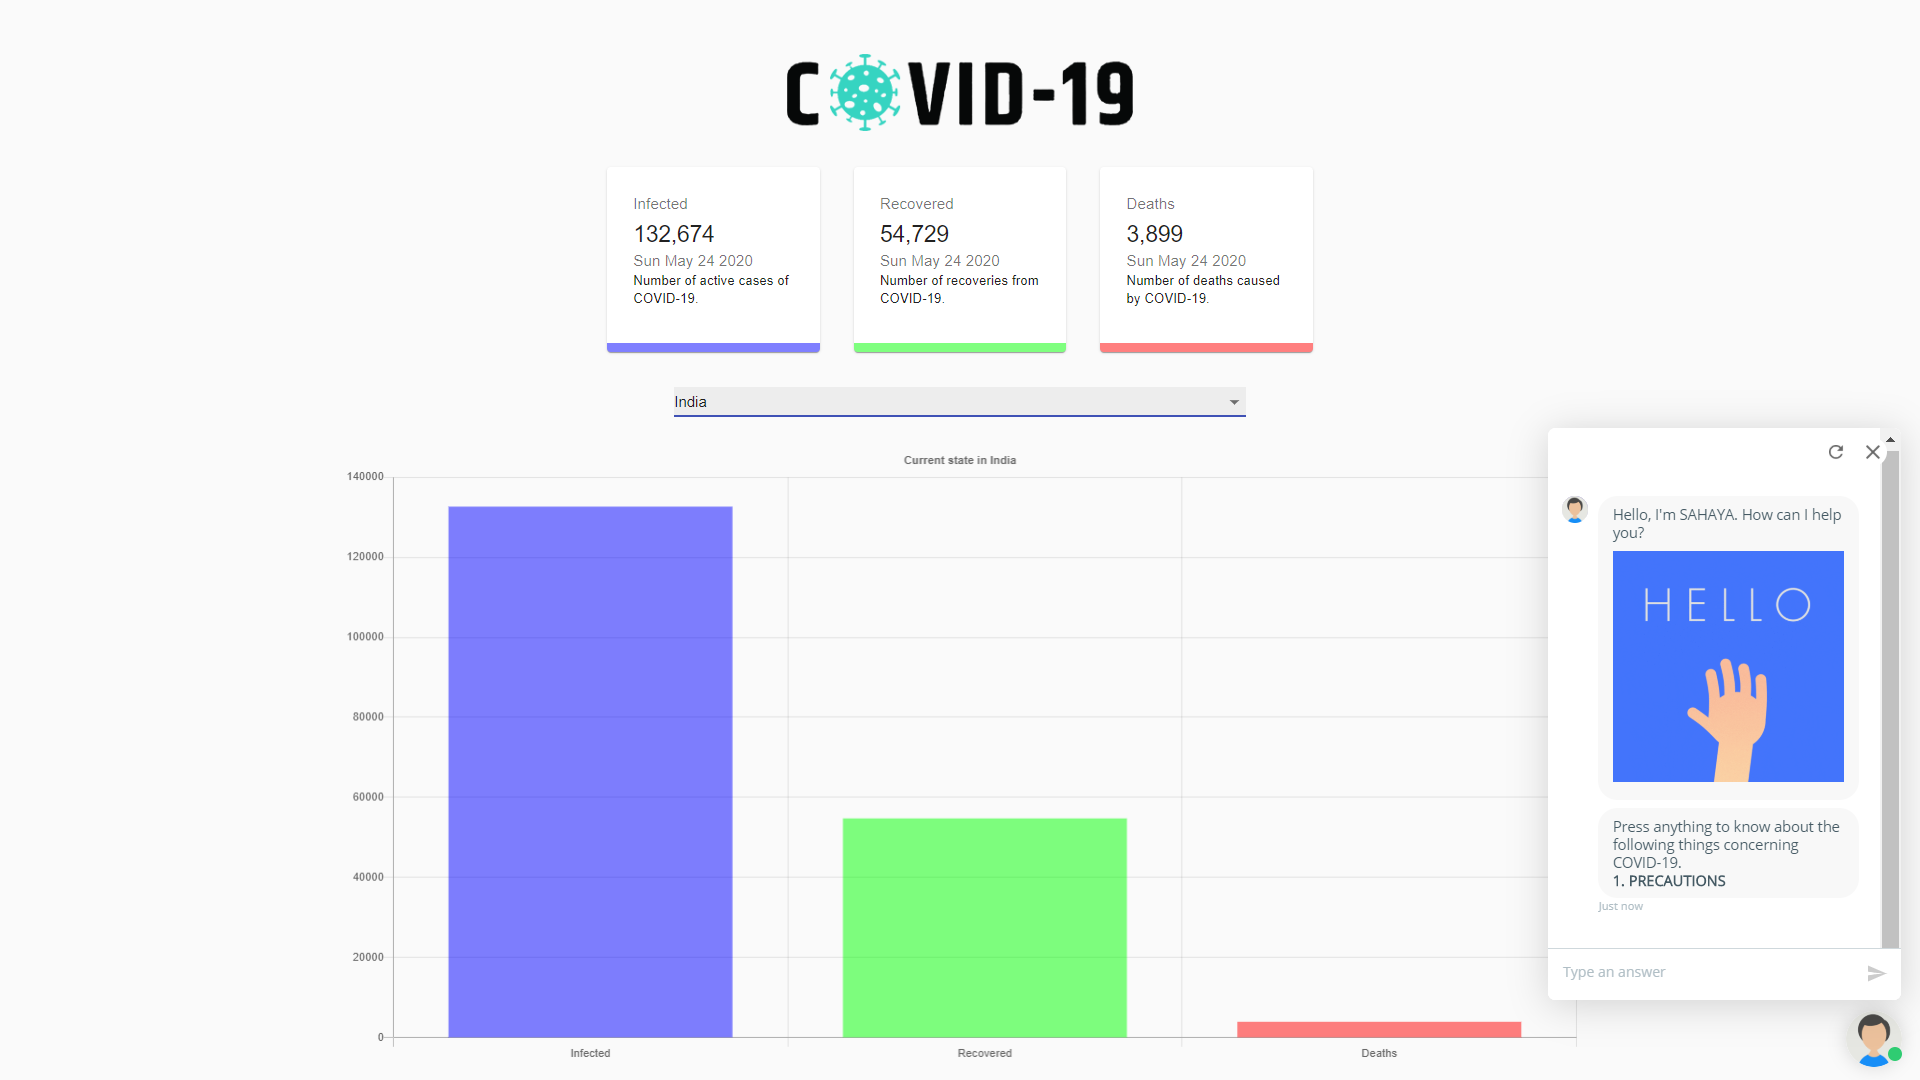 COVID-19
Infected
132,674
Sun May 24 2020
Number of active cases of
COVID-19.
Recovered
54,729
Sun May 24 2020
Number of recoveries from
COVID-19.
Deaths
3,899
Sun May 24 2020
Number of deaths caused
by COVID-19.
India
Current state in India
140000
120000
100000
80000
60000
40000
20000
0
Infected
Recovered
Deaths
Hello, I'm SAHAYA. How can I help
you?
HELLO
Press anything to know about the
following things concerning
COVID-19.
1. PRECAUTIONS
Just now
Type an answer